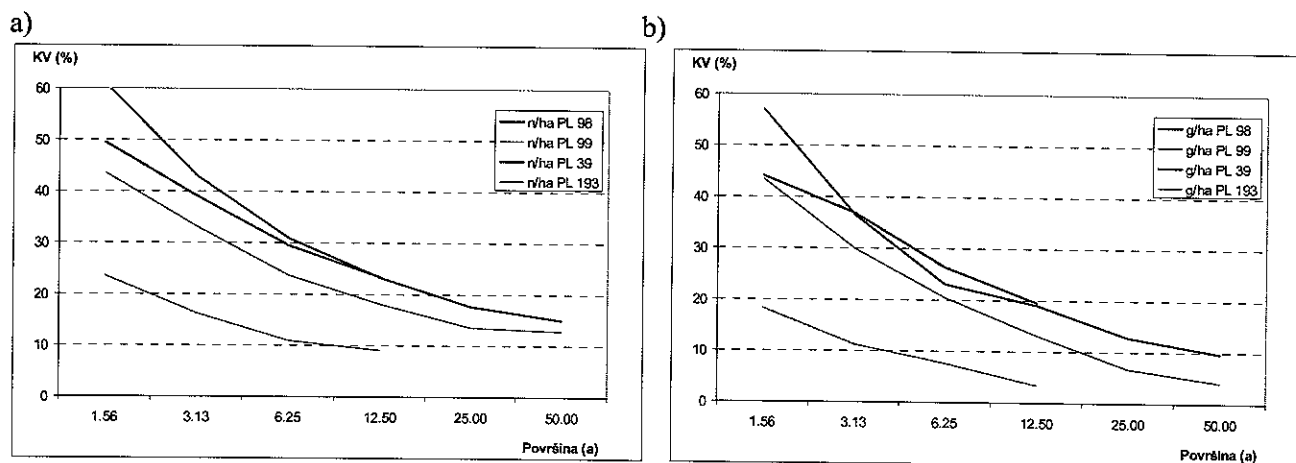 a)
KV (%)
60
50
40
30
20
10
0
n/ha PL 98
n/ha PL 99
n/ha PL 39
n/ha PL 193
1.56 3.13 6.25 12.50 25.00 50.00
Površina (a)
b)
KV (%)
60
50
40
30
20
10
0
g/ha PL 98
g/ha PL 99
g/ha PL 39
g/ha PL 193
1.56 3.13 6.25 12.50 25.00 50.00
Površina (a)